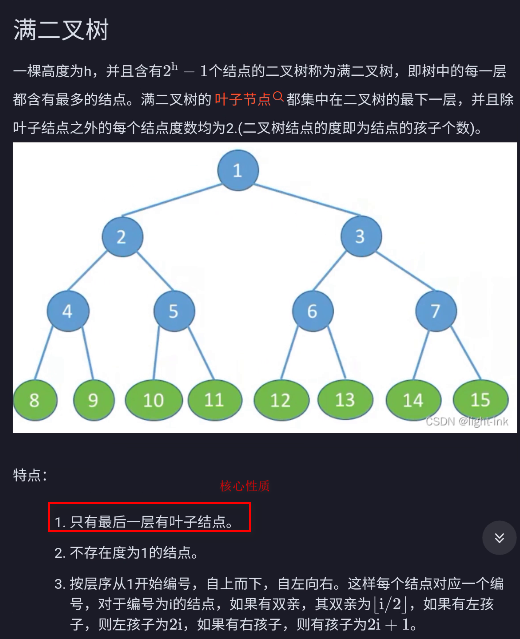 满二叉树
一棵高度为h，并且含有2^h − 1个结点的二叉树称为满二叉树，即树中的每一层
都含有最多的结点。满二叉树的 叶子节点 都集中在二叉树的最下一层，并且除
叶子结点之外的每个结点度数均为2.(二叉树结点的度即为结点的孩子个数)。
1
2 3
4 5 6 7
8 9 10 11 12 13 14 15
CSDN @light-ink
特点：
核心性质
1. 只有最后一层有叶子结点。
2. 不存在度为1的结点。
3. 按层序从1开始编号，自上而下，自左向右。这样每个结点对应一个编
号，对于编号为i的结点，如果有双亲，其双亲为⌊i/2⌋，如果有左孩
子，则左孩子为2i，如果有右孩子，则有孩子为2i + 1。